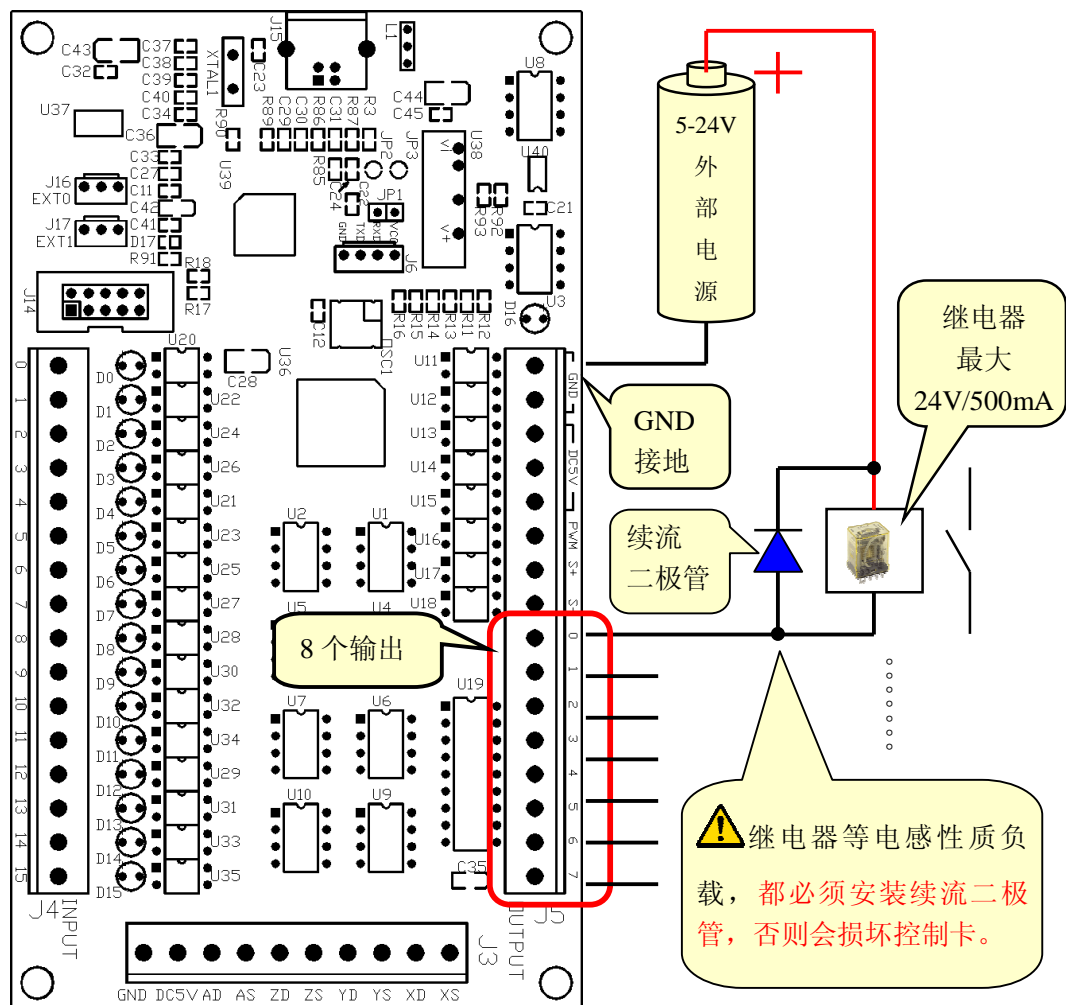 C43
C37
C38
C32
C39
C40
C34
U37
C36
C33
C27
J16
EXT0
C11
C42
J17
C41
EXT1
D17
R91
R18
R17
J14
XTAL1
C23
J15
L1
R90
R89
C29
C30
R86
C31
R87
R3
U39
R85
C24
C22
JP2
JP3
JP1
GND
TXD
RXD
VCC
J6
C44
C45
U38
V-
V+
R93
R92
U8
U40
C21
U3
D16
C12
OSC1
R16
R15
R14
R13
R11
R12
U20
C28
U36
0
1
2
3
4
5
6
7
8
9
10
11
12
13
14
15
D0
D1
D2
D3
D4
D5
D6
D7
D8
D9
D10
D11
D12
D13
D14
D15
U22
U24
U26
U21
U23
U25
U27
U28
U30
U32
U34
U29
U31
U33
U35
J4
INPUT
U2
U1
U5
U4
U7
U6
U10
U9
U11
U12
U13
U14
U15
U16
U17
U18
U19
C35
GND
DC5V
PWM S+
S-
0
1
2
3
4
5
6
7
J5
OUTPUT
J3
GND DC5V AD AS ZD ZS YD YS XD XS
8个输出
5-24V
外
部
电
源
GND
接地
继电器
最大
24V/500mA
续流
二极管
继电器等电感性质负
载，都必须安装续流二极
管，否则会损坏控制卡。